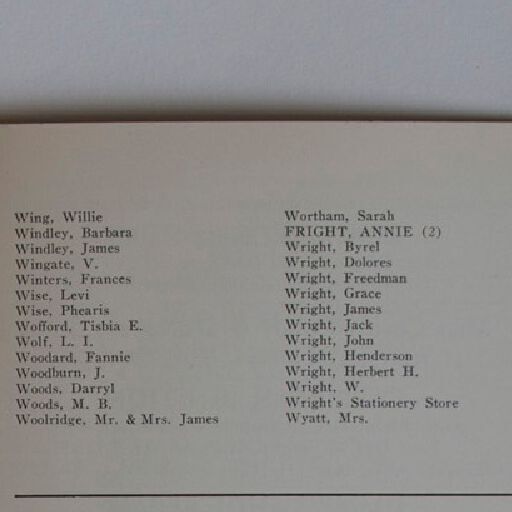 Wing, Willie
Windley, Barbara
Windley, James
Wingate, V.
Winters, Frances
Wise, Levi
Wise, Phearis
Wofford, Tisbia E.
Wolf, L. I.
Woodard, Fannie
Woodburn, J.
Woods, Darryl
Woods, M. B.
Woolridge, Mr. & Mrs. James
Wortham, Sarah
FRIGHT, ANNIE (2)
Wright, Byrel
Wright, Dolores
Wright, Freedman
Wright, Grace
Wright, James
Wright, Jack
Wright, John
Wright, Henderson
Wright, Herbert H.
Wright, W.
Wright's Stationery Store
Wyatt, Mrs.